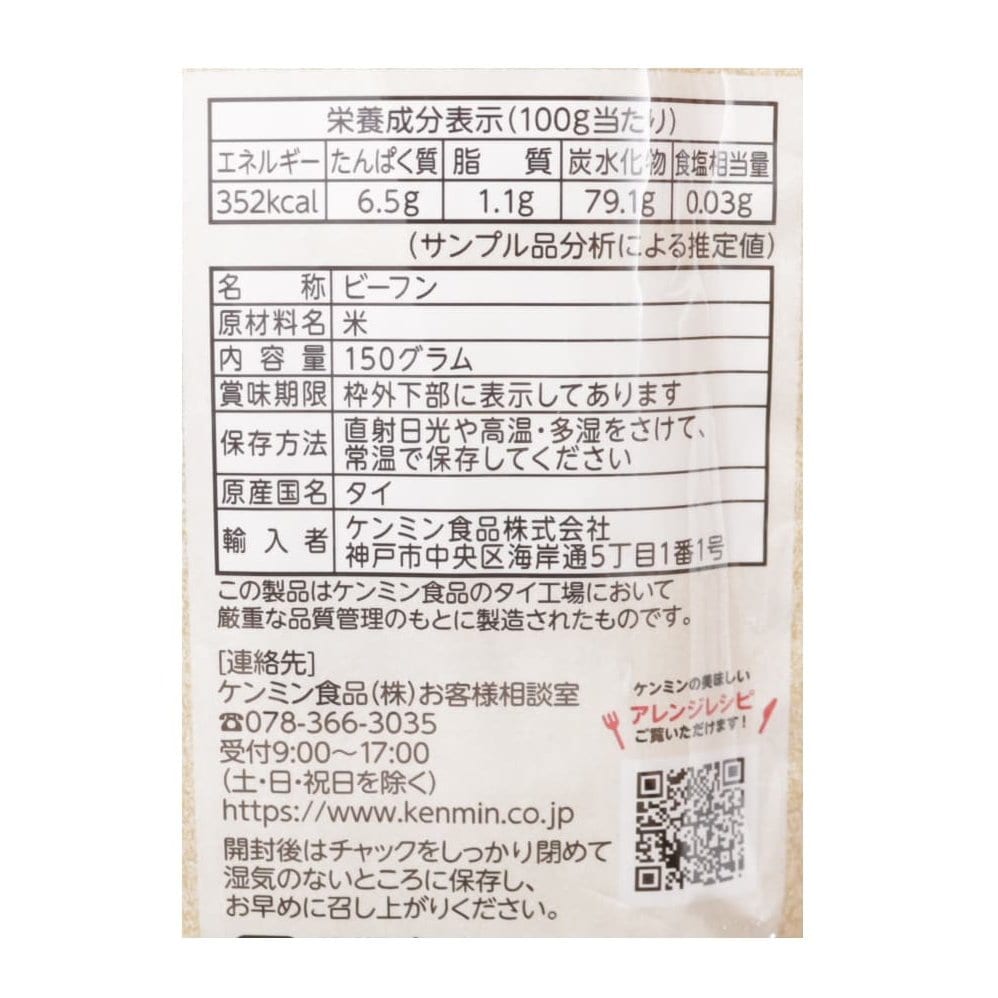 栄養成分表示(100g当たり)
エネルギー たんぱく質 脂質 炭水化物 食塩相当量
352kcal 6.5g 1.1g 79.1g 0.03g
(サンプル品分析による推定値)
名称 ビーフン
原材料名 米
内容量 150グラム
賞味期限 枠外下部に表示してあります
保存方法 直射日光や高温・多湿をさけて、
常温で保存してください
原産国名 タイ
輸入者 ケンミン食品株式会社
神戸市中央区海岸通5丁目1番1号
この製品はケンミン食品のタイ工場において
厳重な品質管理のもとに製造されたものです。
[連絡先]
ケンミン食品(株)お客様相談室
☎078-366-3035
受付9:00〜17:00
(土・日・祝日を除く)
https://www.kenmin.co.jp
ケンミンの美味しい
アレンジレシピ
ご覧いただけます!
開封後はチャックをしっかり閉めて
湿気のないところに保存し、
お早めに召し上がりください。